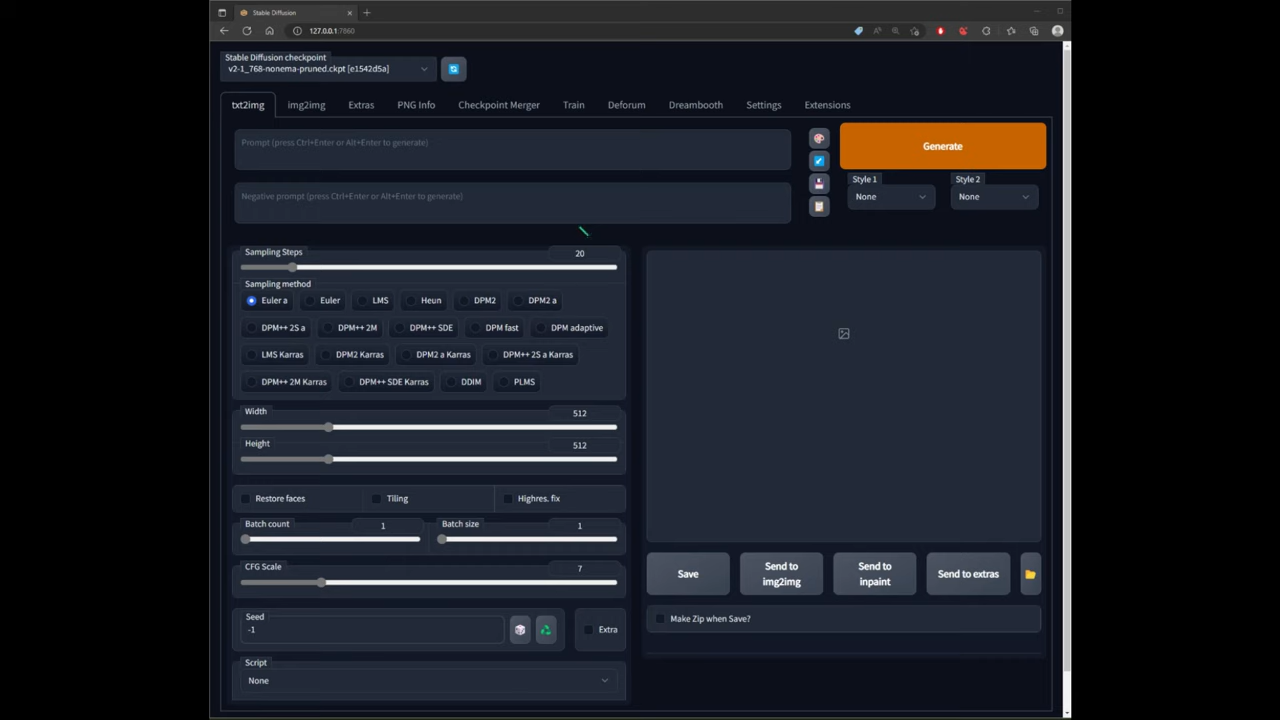 Stable Diffusion
127.0.0.1:7860
Stable Diffusion checkpoint
v2-1_768-nonema-pruned.ckpt [e1542d5a]
txt2img img2img Extras PNG Info Checkpoint Merger Train Deforum Dreambooth Settings Extensions
Prompt (press Ctrl+Enter or Alt+Enter to generate)
Generate
Style 1 Style 2
None None
Negative prompt (press Ctrl+Enter or Alt+Enter to generate)
Sampling Steps 20
Sampling method
Euler a Euler LMS Heun DPM2 DPM2 a
DPM++ 2S a DPM++ 2M DPM++ SDE DPM fast DPM adaptive
LMS Karras DPM2 Karras DPM2 a Karras DPM++ 2S a Karras
DPM++ 2M Karras DPM++ SDE Karras DDIM PLMS
Width 512
Height 512
Restore faces Tiling Highres. fix
Batch count 1 Batch size 1
CFG Scale 7
Seed
-1
Extra
Script
None
Save Send to img2img Send to inpaint Send to extras
Make Zip when Save?